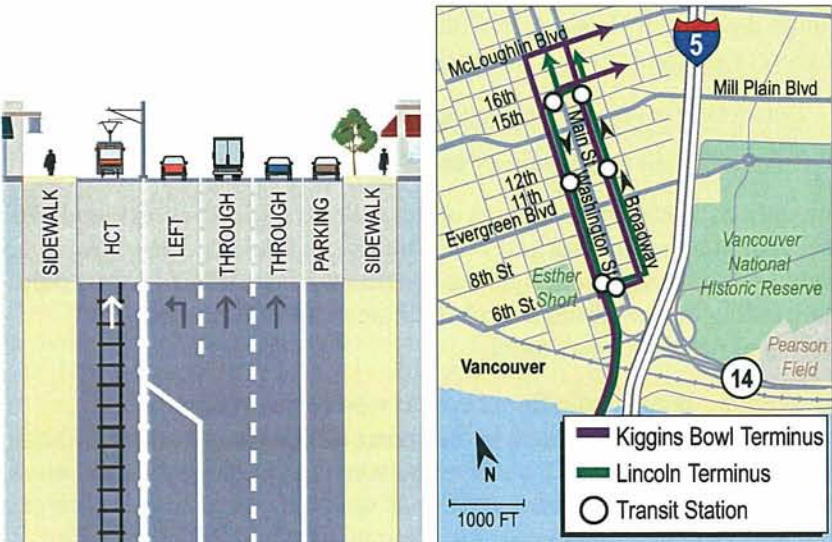 SIDEWALK
HCT
LEFT
THROUGH
THROUGH
PARKING
SIDEWALK
McLoughlin Blvd
5
16th
15th
Mill Plain Blvd
Main St
12th
11th
Washington St
Broadway
Evergreen Blvd
8th St
Esther
Short
6th St
Vancouver
National
Historic Reserve
Pearson
Field
Vancouver
14
N
1000 FT
Kiggins Bowl Terminus
Lincoln Terminus
Transit Station